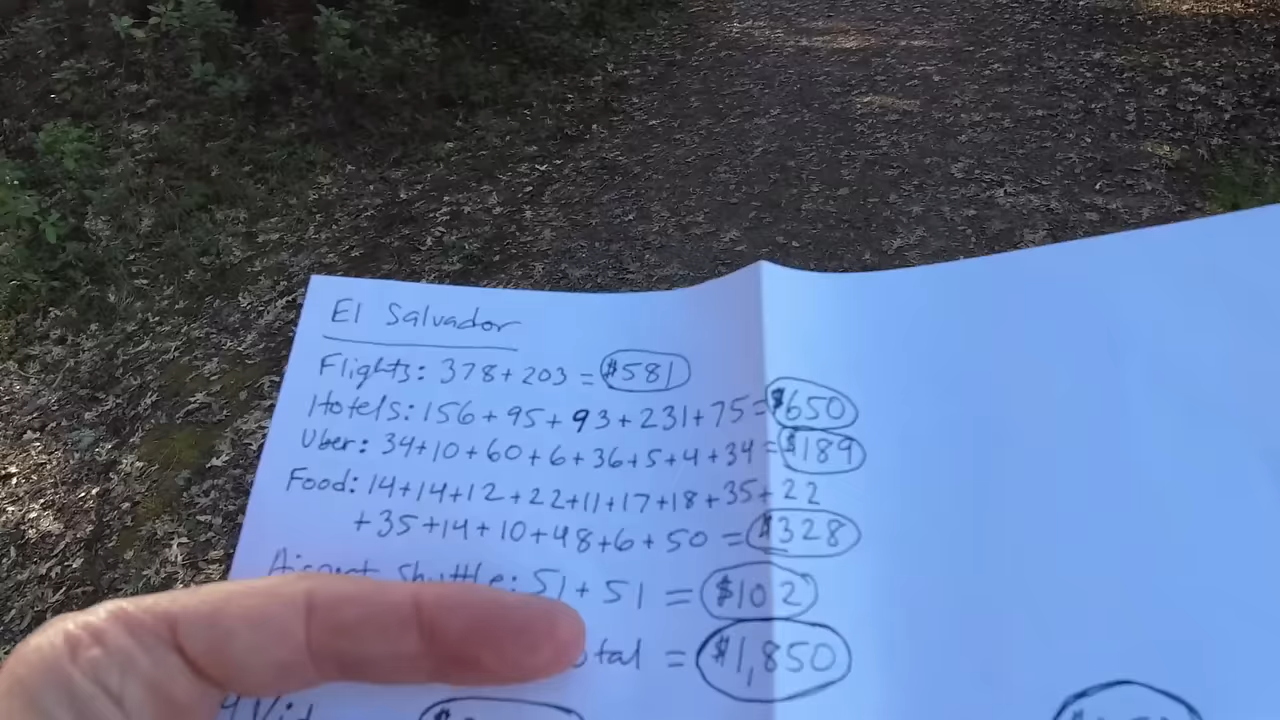 El Salvador
Flights: 378+203 = $581
Hotels: 156+95+93+231+75=$650
Uber: 34+10+60+6+36+5+4+34=$189
Food: 14+14+12+22+11+17+18+35+22
+35+14+10+48+6+50 = $328
Airport Shuttle: 51+51 = $102
= $1,850